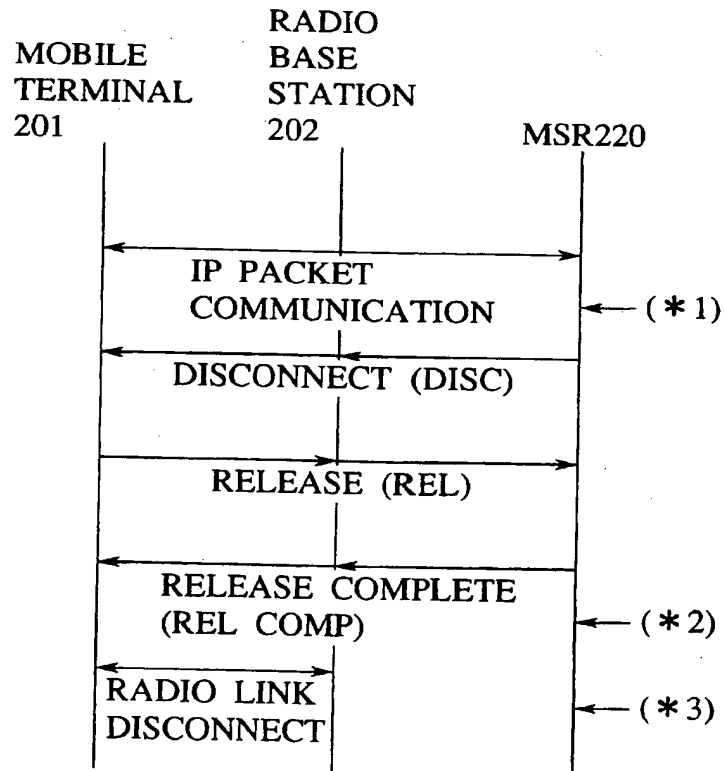 MOBILE
TERMINAL
201
RADIO
BASE
STATION
202
MSR220
IP PACKET
COMMUNICATION
(*1)
DISCONNECT (DISC)
RELEASE (REL)
RELEASE COMPLETE
(REL COMP)
(*2)
RADIO LINK
DISCONNECT
(*3)